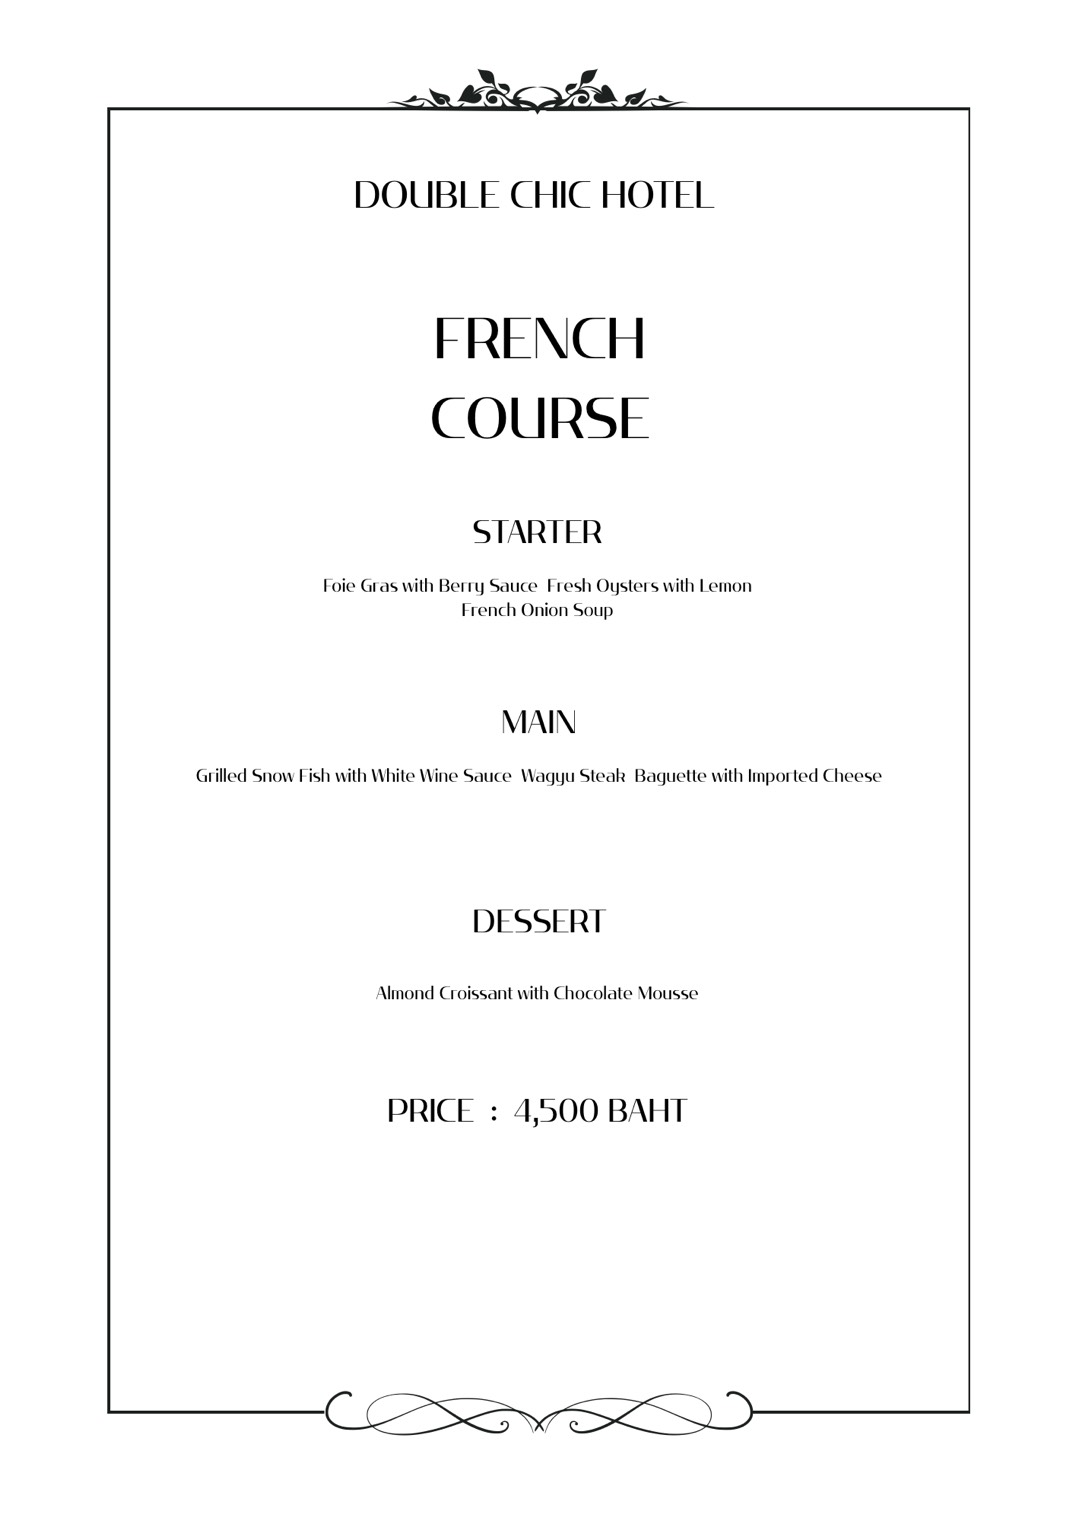 DOUBLE CHIC HOTEL
FRENCH
COURSE
STARTER
Foie Gras with Berry Sauce  Fresh Oysters with Lemon
French Onion Soup
MAIN
Grilled Snow Fish with White Wine Sauce  Wagyu Steak  Baguette with Imported Cheese
DESSERT
Almond Croissant with Chocolate Mousse
PRICE : 4,500 BAHT